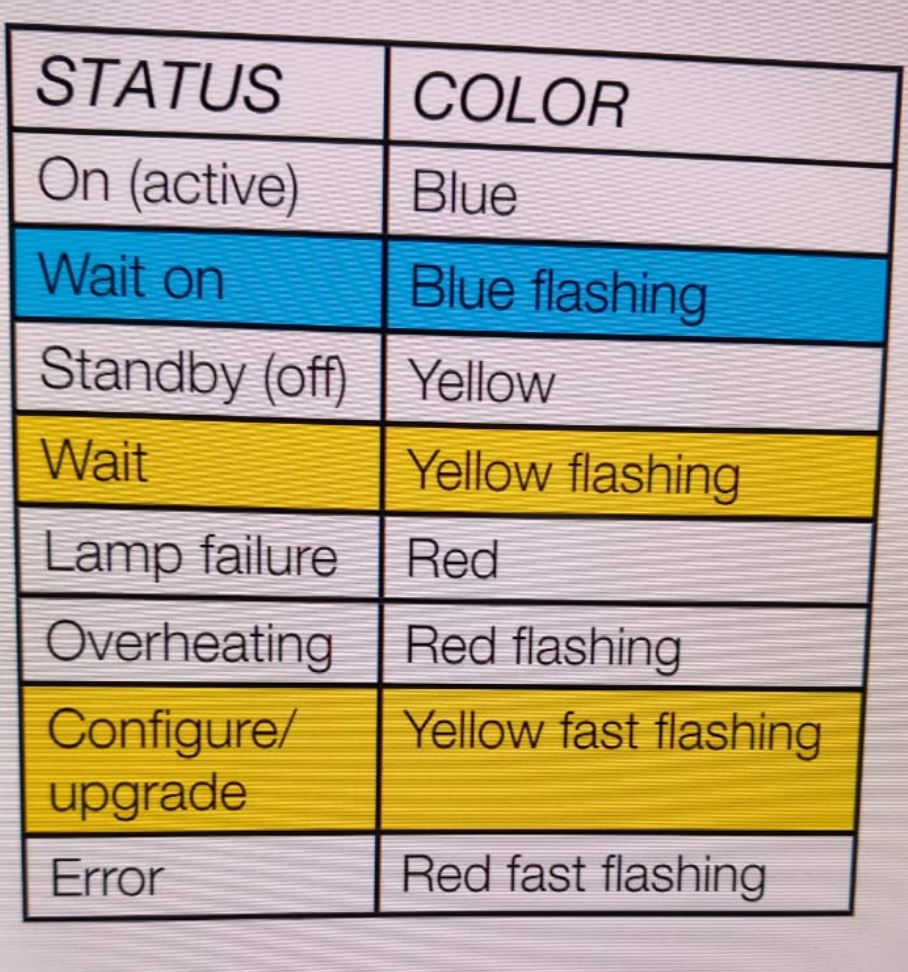 STATUS COLOR
On (active) Blue
Wait on Blue flashing
Standby (off) Yellow
Wait Yellow flashing
Lamp failure Red
Overheating Red flashing
Configure/ Yellow fast flashing
upgrade
Error Red fast flashing